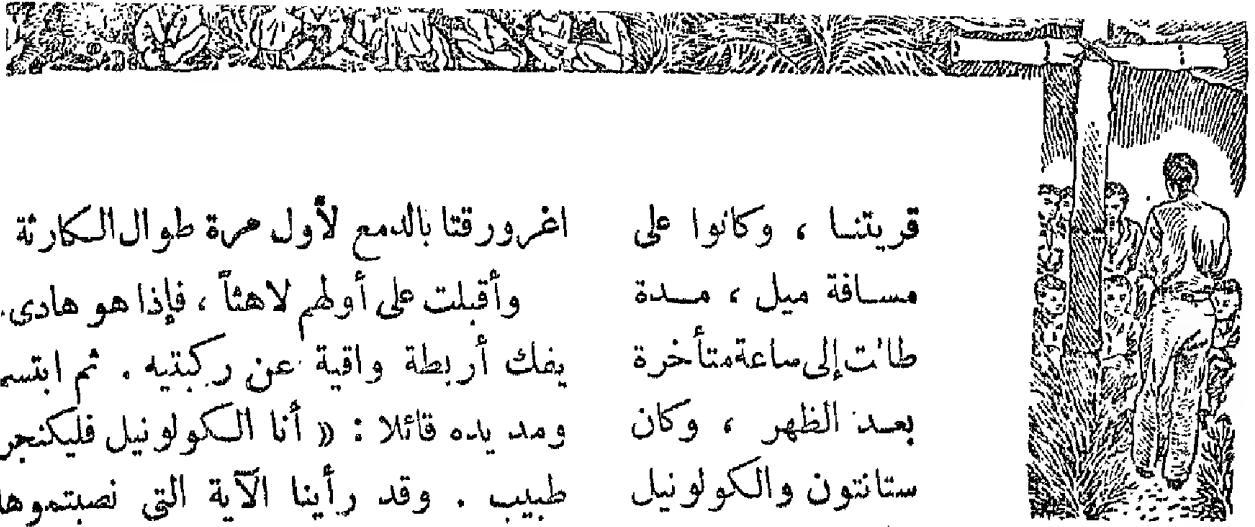 قريتنا ، وكانوا على
مسافة ميل ، مدة
طالت إلى ساعة متأخرة
بعد الظهر ، وكان
ستانتون والكولونيل
اغرورقتا بالدمع لأول مرة طوال الكارثة
وأقبلت على أولهم لاهثاً ، فإذا هو هادىء
يفك أربطة واقية عن ركبتيه . ثم ابتسم
ومد يده قائلا : « أنا الكولونيل فليكنجر
طبيب . وقد رأينا الآية التي نصبتموها